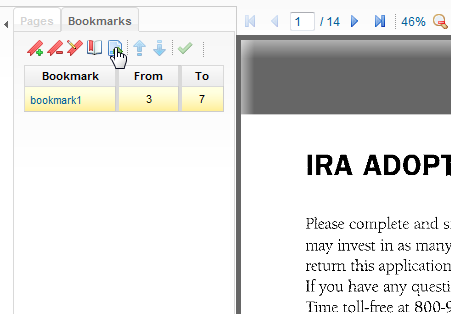 Pages Bookmarks
1 / 14 46%
Bookmark From To
bookmark1 3 7
IRA ADOPT
Please complete and
may invest in as many
return this application
If you have any questi
Time toll-free at 800-9